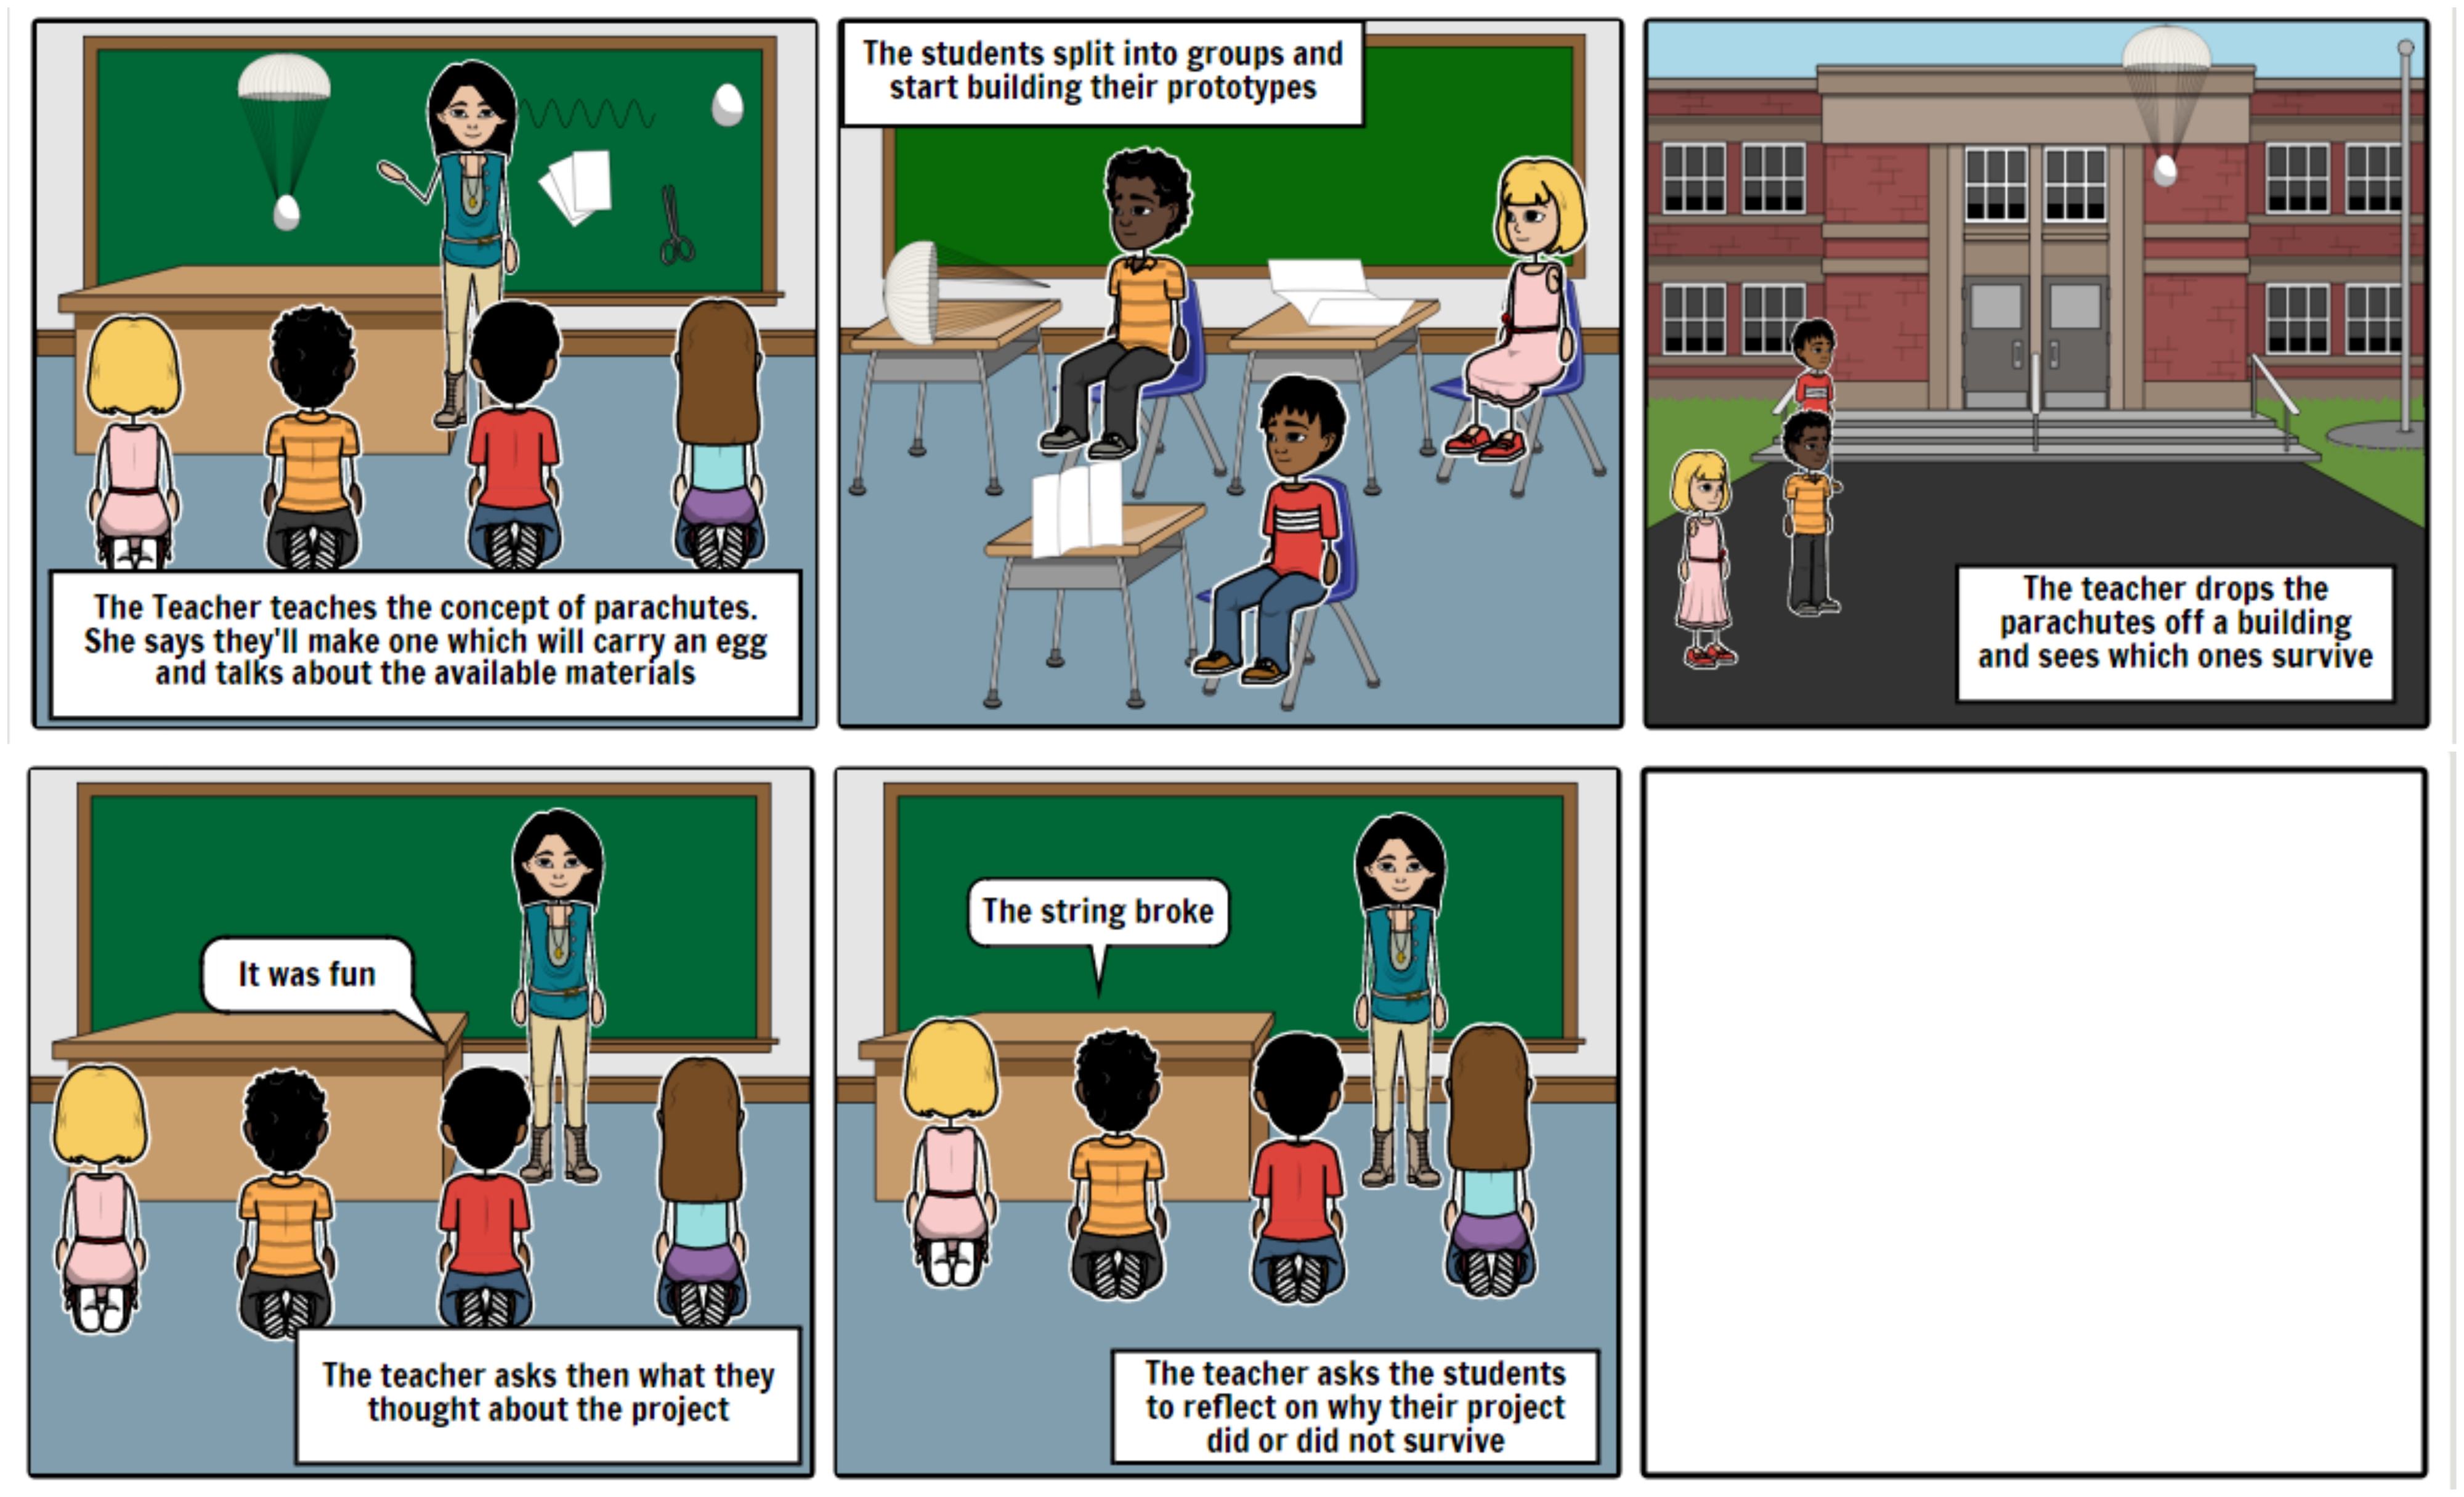 The Teacher teaches the concept of parachutes.
She says they'll make one which will carry an egg
and talks about the available materials
The students split into groups and
start building their prototypes
The teacher drops the
parachutes off a building
and sees which ones survive
It was fun
The teacher asks then what they
thought about the project
The string broke
The teacher asks the students
to reflect on why their project
did or did not survive